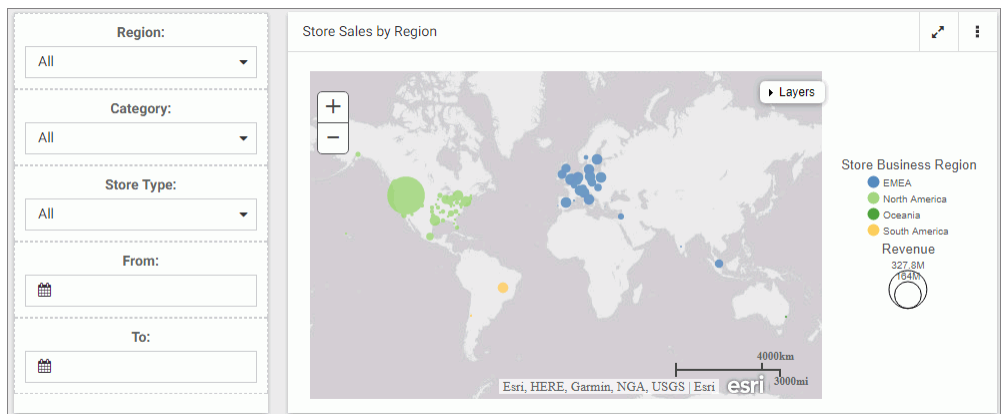 Region:
All
Category:
All
Store Type:
All
From:
To:
Store Sales by Region
+
−
Layers
4000km
3000mi
Esri, HERE, Garmin, NGA, USGS | Esri
esri
Store Business Region
EMEA
North America
Oceania
South America
Revenue
327.8M
164M